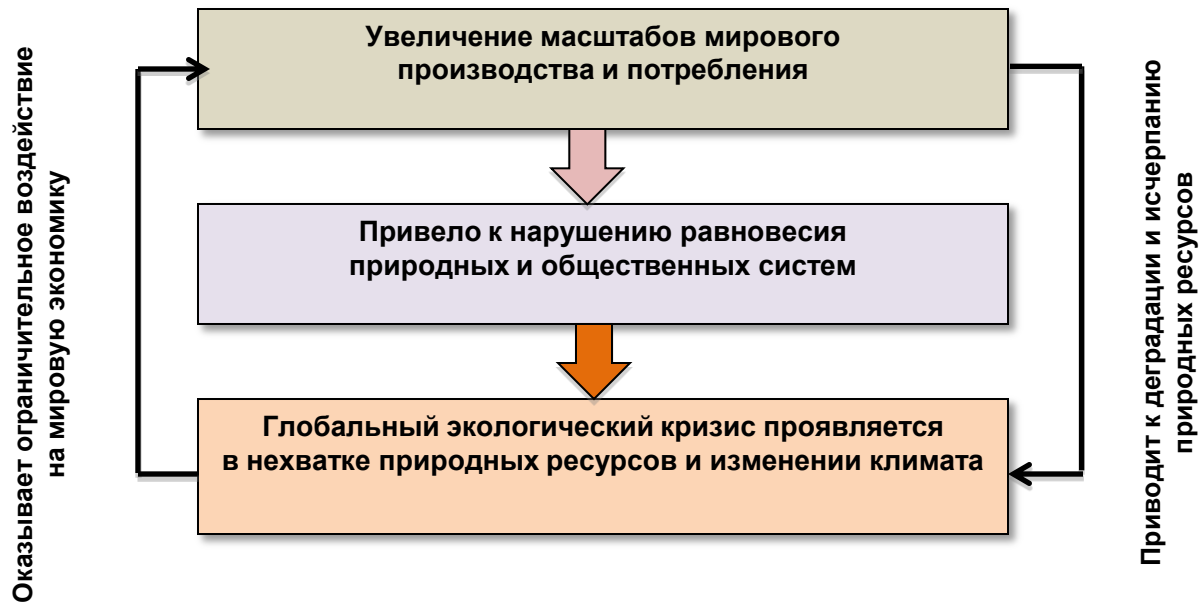 Оказывает ограничительное воздействие
на мировую экономику
Увеличение масштабов мирового
производства и потребления
Привело к нарушению равновесия
природных и общественных систем
Глобальный экологический кризис проявляется
в нехватке природных ресурсов и изменении климата
Приводит к деградации и исчерпанию
природных ресурсов